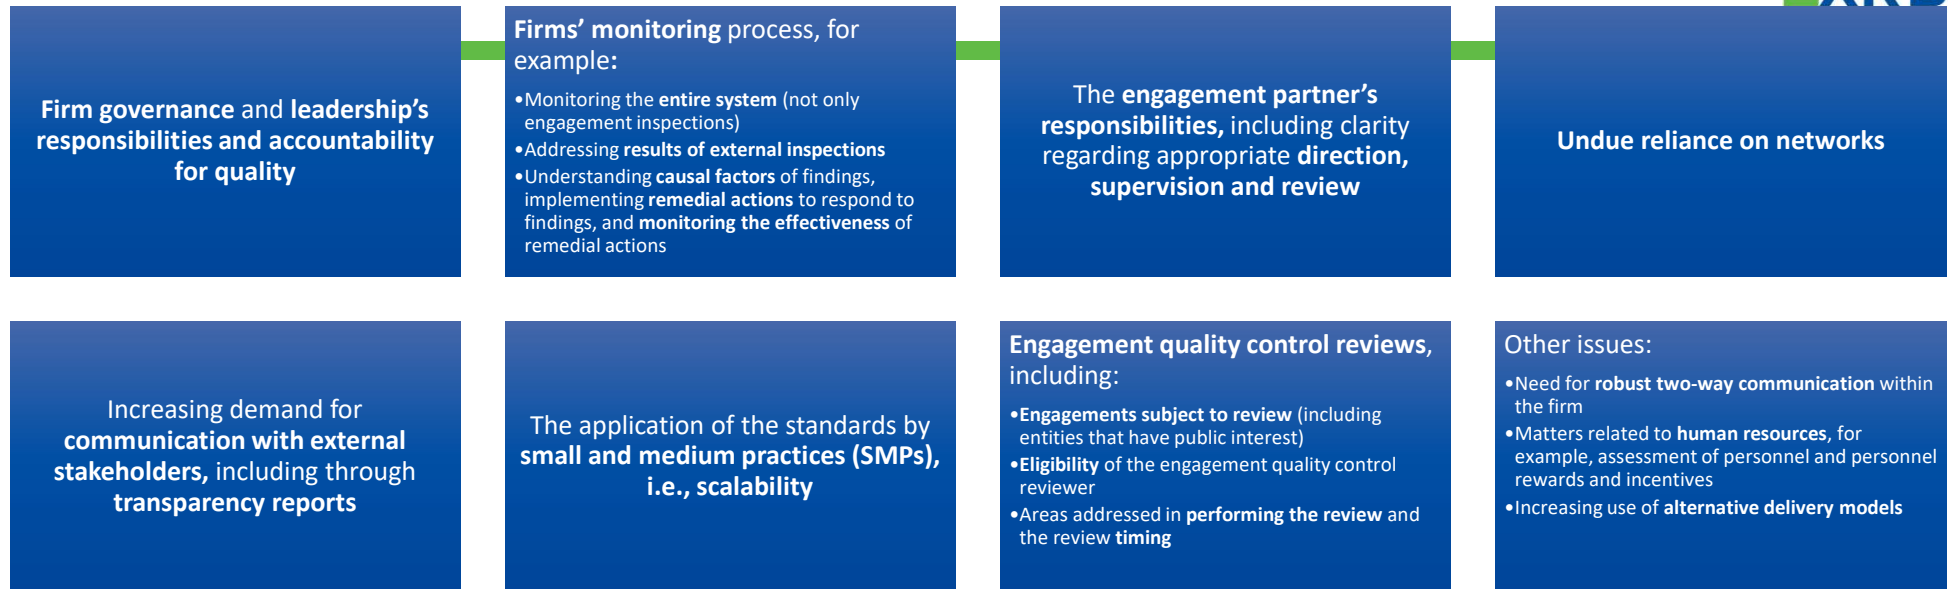 Firm governance and leadership's
responsibilities and accountability
for quality
Firms' monitoring process, for
example:
•Monitoring the entire system (not only
engagement inspections)
•Addressing results of external inspections
•Understanding causal factors of findings,
implementing remedial actions to respond to
findings, and monitoring the effectiveness of
remedial actions
The engagement partner's
responsibilities, including clarity
regarding appropriate direction,
supervision and review
Undue reliance on networks
Increasing demand for
communication with external
stakeholders, including through
transparency reports
The application of the standards by
small and medium practices (SMPs),
i.e., scalability
Engagement quality control reviews,
including:
•Engagements subject to review (including
entities that have public interest)
•Eligibility of the engagement quality control
reviewer
•Areas addressed in performing the review and
the review timing
Other issues:
•Need for robust two-way communication within
the firm
•Matters related to human resources, for
example, assessment of personnel and personnel
rewards and incentives
•Increasing use of alternative delivery models